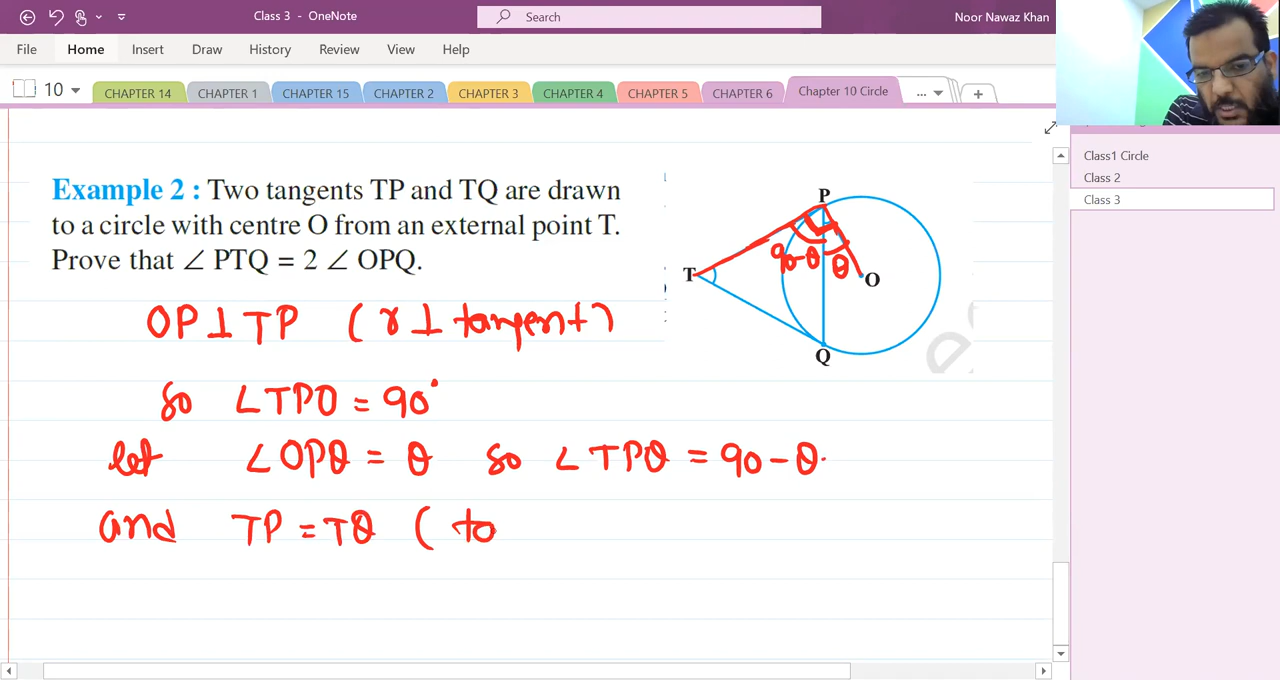 Class 3 - OneNote
Search
Noor Nawaz Khan
File Home Insert Draw History Review View Help
10 CHAPTER 14 CHAPTER 1 CHAPTER 15 CHAPTER 2 CHAPTER 3 CHAPTER 4 CHAPTER 5 CHAPTER 6 Chapter 10 Circle ... +
Class1 Circle
Class 2
Class 3
Example 2 : Two tangents TP and TQ are drawn
to a circle with centre O from an external point T.
Prove that ∠ PTQ = 2 ∠ OPQ.
P
T
90-θ θ
O
Q
OP⊥TP (r⊥ tangent)
so ∠TPO = 90°
let ∠OPQ = θ so ∠TPQ = 90-θ
and TP=TQ ( to